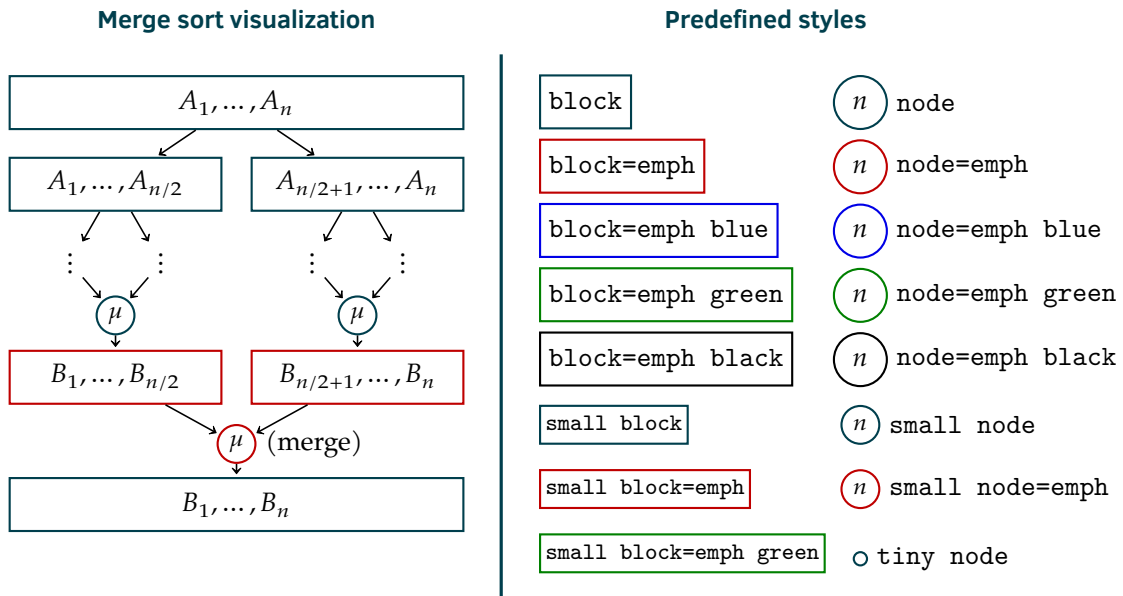 Merge sort visualization
A₁, …, Aₙ
A₁, …, Aₙ/₂
Aₙ/₂₊₁, …, Aₙ
⋮ ⋮ ⋮ ⋮
μ μ
B₁, …, Bₙ/₂
Bₙ/₂₊₁, …, Bₙ
μ (merge)
B₁, …, Bₙ
Predefined styles
block
n node
block=emph
n node=emph
block=emph blue
n node=emph blue
block=emph green
n node=emph green
block=emph black
n node=emph black
small block
n small node
small block=emph
n small node=emph
small block=emph green
tiny node